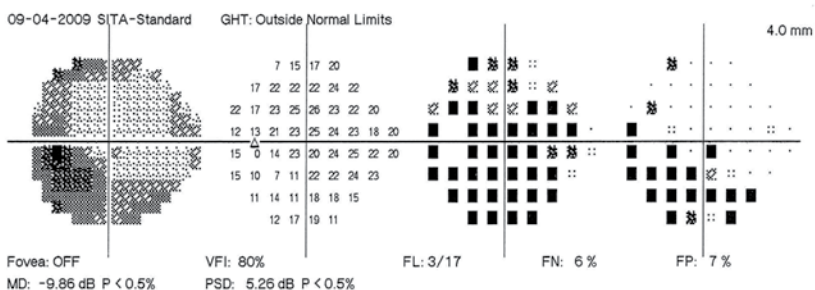 09-04-2009 SITA-Standard GHT: Outside Normal Limits
4.0 mm
7 15 17 20
17 22 22 22 24 22
22 17 23 25 26 23 22 20
12 13 21 23 25 24 23 18 20
15 0 14 23 20 24 25 22 20
15 10 7 11 22 22 24 23
11 14 11 18 18 15
12 17 19 11
Fovea: OFF VFI: 80% FL: 3/17 FN: 6 % FP: 7 %
MD: -9.86 dB P < 0.5% PSD: 5.26 dB P < 0.5%